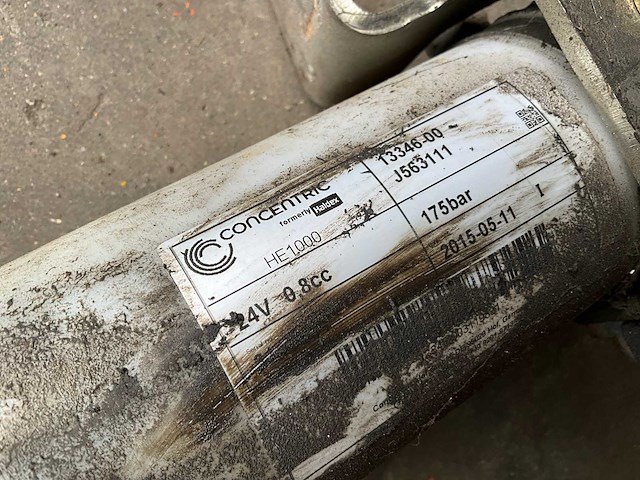 CONCENTRIC
formerly Haldex
HE1000
13346-00
J563111
24V 0.8cc
175bar
2015-05-11 I